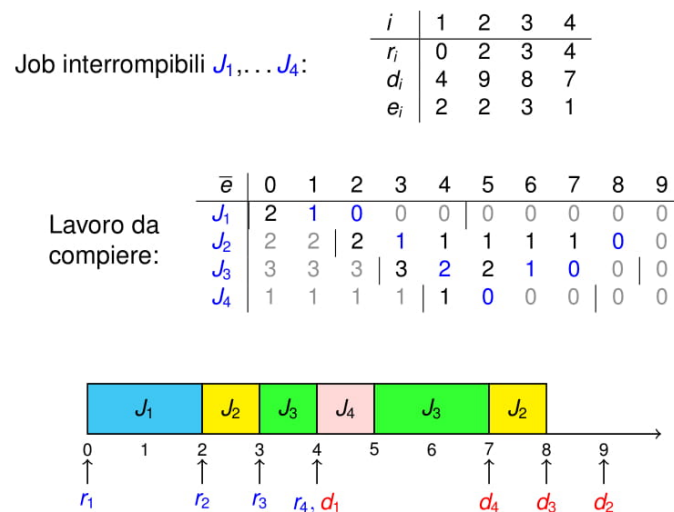 i 1 2 3 4
Job interrompibili J₁,... J₄: rᵢ 0 2 3 4
dᵢ 4 9 8 7
eᵢ 2 2 3 1
e̅ 0 1 2 3 4 5 6 7 8 9
Lavoro da compiere:
J₁ 2 1 0 0 0 0 0 0 0 0
J₂ 2 2 2 1 1 1 1 1 0 0
J₃ 3 3 3 3 2 2 1 0 0 0
J₄ 1 1 1 1 1 0 0 0 0 0
J₁ J₂ J₃ J₄ J₃ J₂
0 1 2 3 4 5 6 7 8 9
r₁ r₂ r₃ r₄, d₁ d₄ d₃ d₂